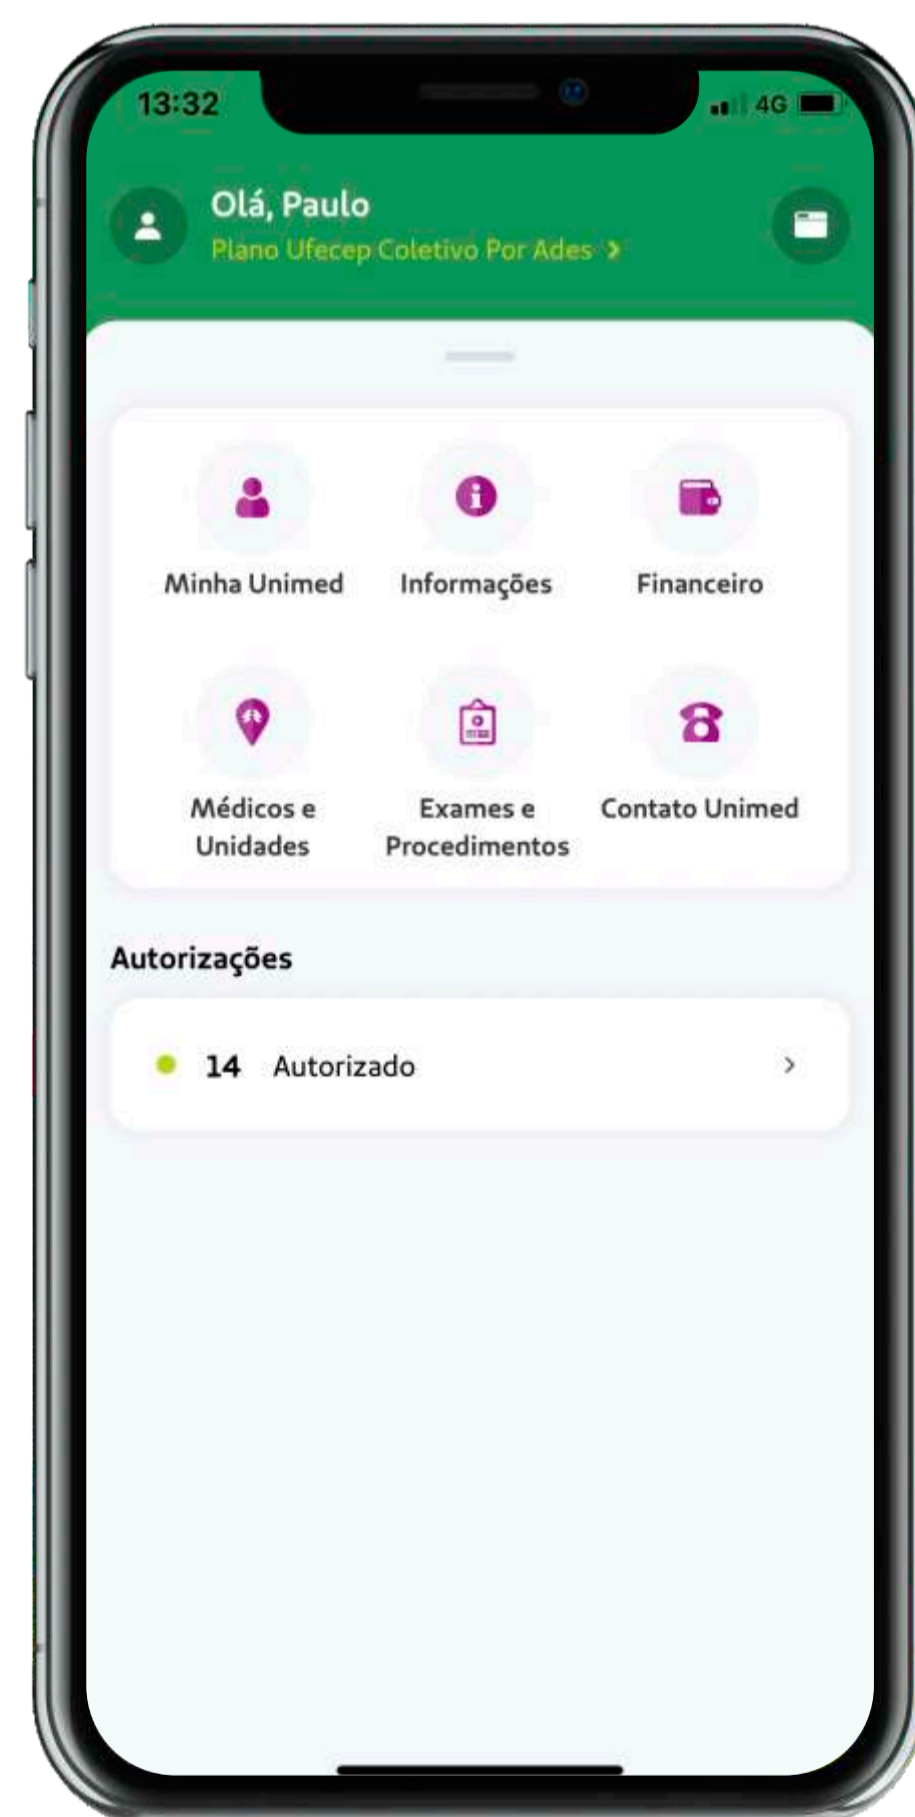 13:32
4G
Olá, Paulo
Plano Ufecep Coletivo Por Ades >
Minha Unimed
Informações
Financeiro
Médicos e
Unidades
Exames e
Procedimentos
Contato Unimed
Autorizações
14 Autorizado >